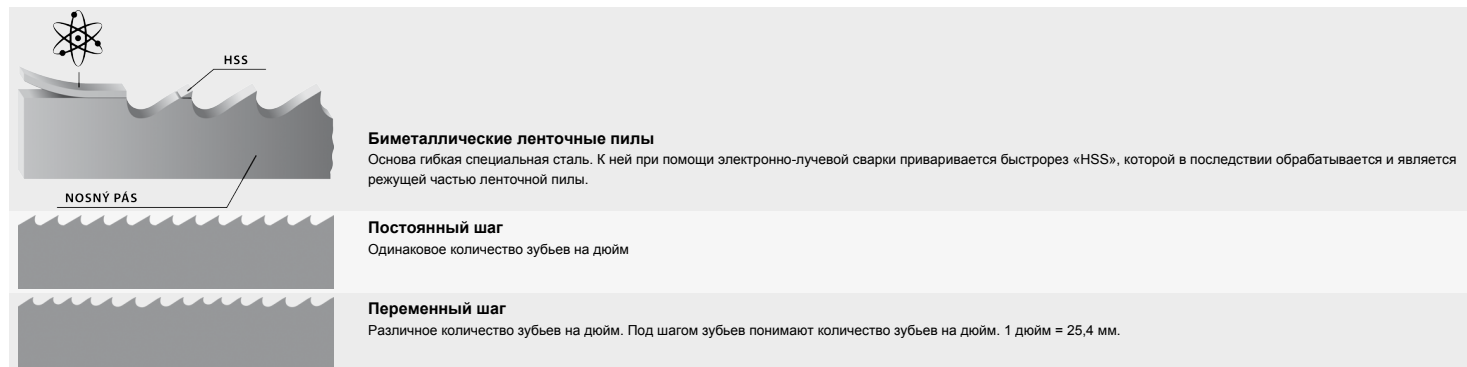 HSS
NOSNÝ PÁS
Биметаллические ленточные пилы
Основа гибкая специальная сталь. К ней при помощи электронно-лучевой сварки приваривается быстрорез «HSS», которой в последствии обрабатывается и является
режущей частью ленточной пилы.
Постоянный шаг
Одинаковое количество зубьев на дюйм
Переменный шаг
Различное количество зубьев на дюйм. Под шагом зубьев понимают количество зубьев на дюйм. 1 дюйм = 25,4 мм.